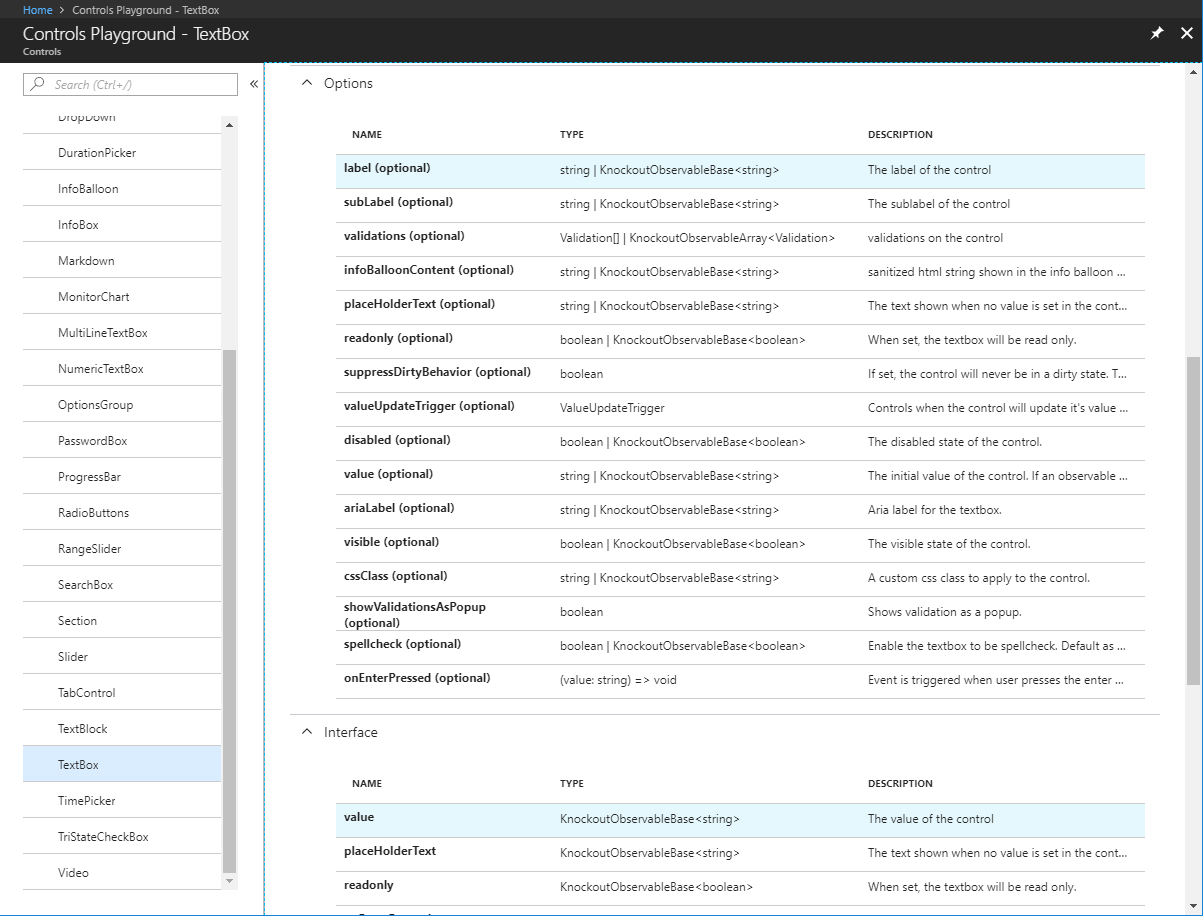 Home > Controls Playground - TextBox
Controls Playground - TextBox
Controls
Search (Ctrl+/) «
DropDown
DurationPicker
InfoBalloon
InfoBox
Markdown
MonitorChart
MultiLineTextBox
NumericTextBox
OptionsGroup
PasswordBox
ProgressBar
RadioButtons
RangeSlider
SearchBox
Section
Slider
TabControl
TextBlock
TextBox
TimePicker
TriStateCheckBox
Video
Options
NAME TYPE DESCRIPTION
label (optional) string | KnockoutObservableBase<string> The label of the control
subLabel (optional) string | KnockoutObservableBase<string> The sublabel of the control
validations (optional) Validation[] | KnockoutObservableArray<Validation> validations on the control
infoBalloonContent (optional) string | KnockoutObservableBase<string> sanitized html string shown in the info balloon ...
placeHolderText (optional) string | KnockoutObservableBase<string> The text shown when no value is set in the cont...
readonly (optional) boolean | KnockoutObservableBase<boolean> When set, the textbox will be read only.
suppressDirtyBehavior (optional) boolean If set, the control will never be in a dirty state. T...
valueUpdateTrigger (optional) ValueUpdateTrigger Controls when the control will update it's value ...
disabled (optional) boolean | KnockoutObservableBase<boolean> The disabled state of the control.
value (optional) string | KnockoutObservableBase<string> The initial value of the control. If an observable ...
ariaLabel (optional) string | KnockoutObservableBase<string> Aria label for the textbox.
visible (optional) boolean | KnockoutObservableBase<boolean> The visible state of the control.
cssClass (optional) string | KnockoutObservableBase<string> A custom css class to apply to the control.
showValidationsAsPopup boolean Shows validation as a popup.
(optional)
spellcheck (optional) boolean | KnockoutObservableBase<boolean> Enable the textbox to be spellcheck. Default as ...
onEnterPressed (optional) (value: string) => void Event is triggered when user presses the enter ...
Interface
NAME TYPE DESCRIPTION
value KnockoutObservableBase<string> The value of the control
placeHolderText KnockoutObservableBase<string> The text shown when no value is set in the cont...
readonly KnockoutObservableBase<boolean> When set, the textbox will be read only.